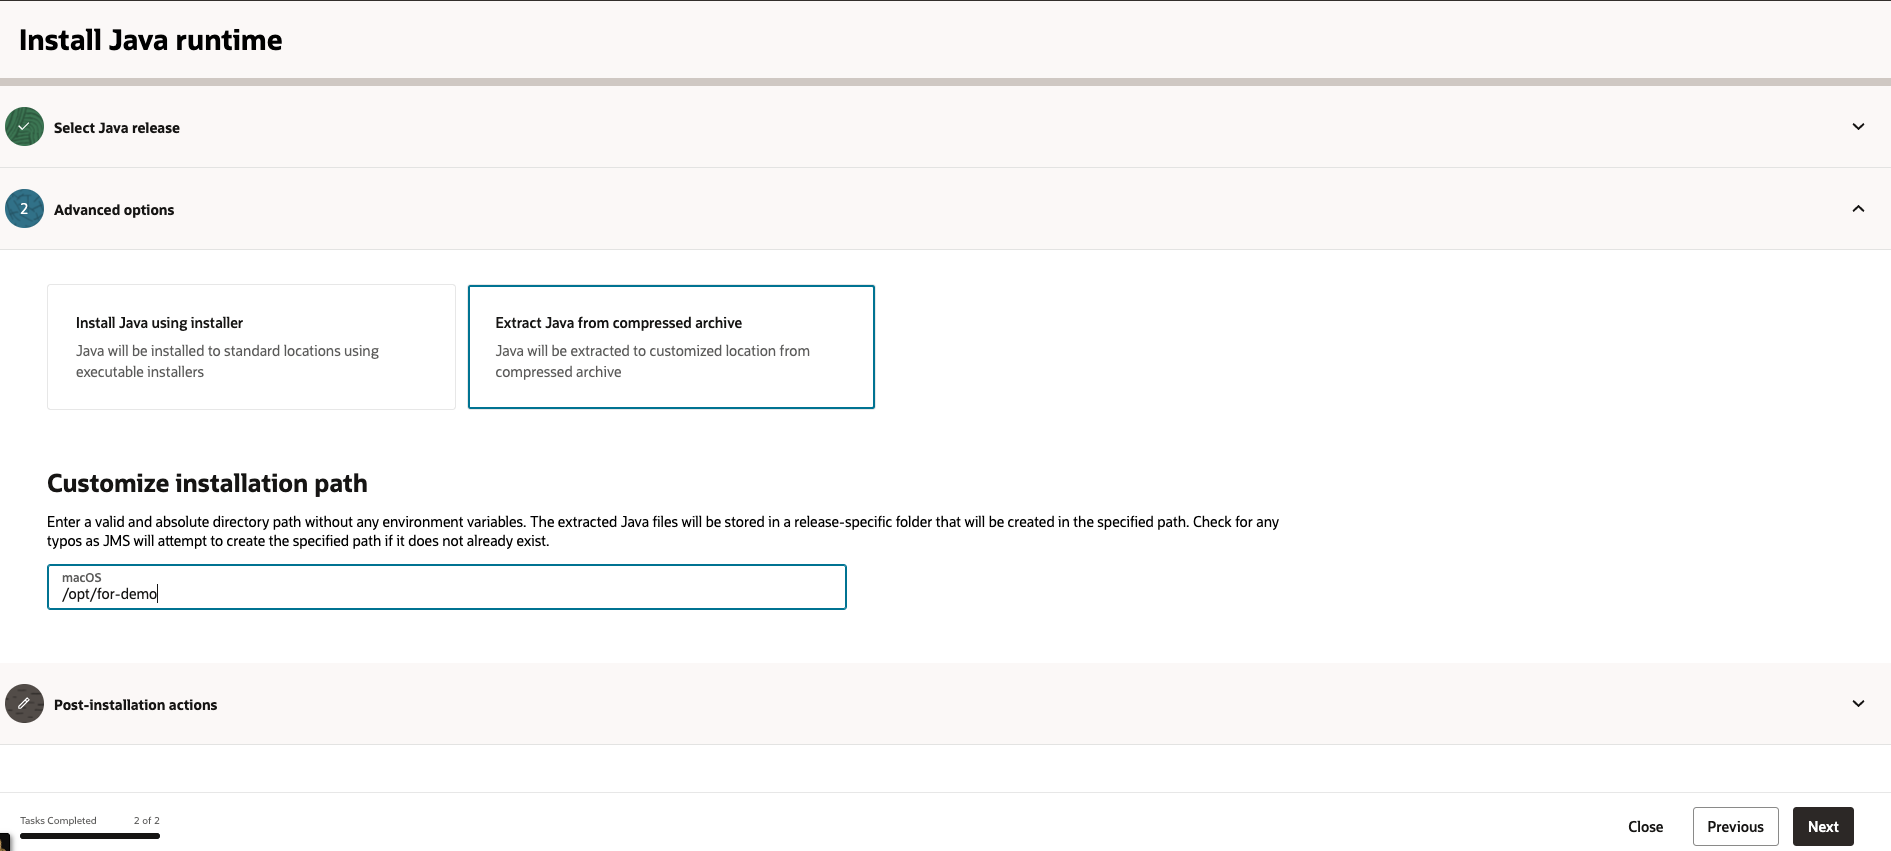 Install Java runtime
Select Java release
2
Advanced options
Install Java using installer
Java will be installed to standard locations using
executable installers
Extract Java from compressed archive
Java will be extracted to customized location from
compressed archive
Customize installation path
Enter a valid and absolute directory path without any environment variables. The extracted Java files will be stored in a release-specific folder that will be created in the specified path. Check for any
typos as JMS will attempt to create the specified path if it does not already exist.
macOS
/opt/for-demo
Post-installation actions
Tasks Completed 2 of 2
Close
Previous
Next